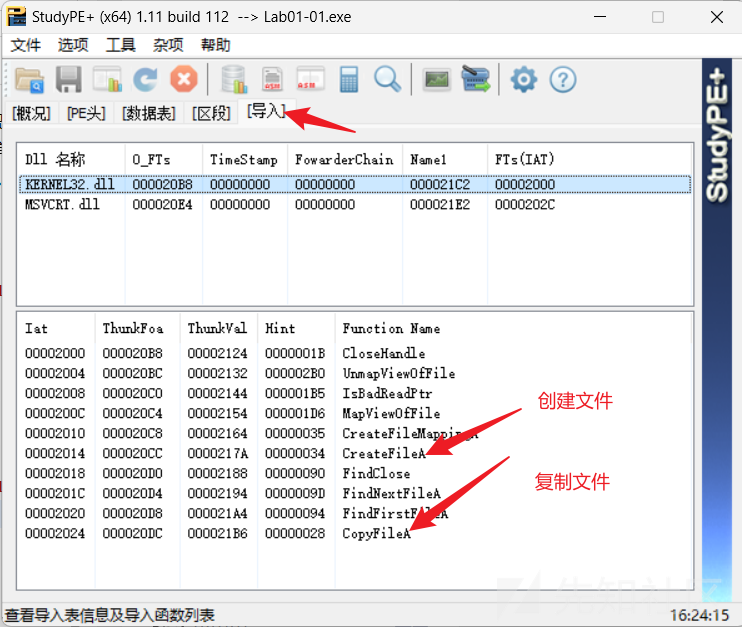 StudyPE+ (x64) 1.11 build 112 --> Lab01-01.exe
文件 选项 工具 杂项 帮助
[概况] [PE头] [数据表] [区段] [导入]
Dll 名称 O_FTs TimeStamp FowarderChain Name1 FTs(IAT)
KERNEL32.dll 000020B8 00000000 00000000 000021C2 00002000
MSVCRT.dll 000020E4 00000000 00000000 000021E2 0000202C
StudyPE+
Iat ThunkFoa ThunkVal Hint Function Name
00002000 000020B8 00002124 0000001B CloseHandle
00002004 000020BC 00002132 000002B0 UnmapViewOfFile
00002008 000020C0 00002144 000001B5 IsBadReadPtr
0000200C 000020C4 00002154 000001D6 MapViewOfFile
00002010 000020C8 00002164 00000035 CreateFileMappingA
00002014 000020CC 0000217A 00000034 CreateFileA
00002018 000020D0 00002188 00000090 FindClose
0000201C 000020D4 00002194 0000009D FindNextFileA
00002020 000020D8 000021A4 00000094 FindFirstFileA
00002024 000020DC 000021B6 00000028 CopyFileA
创建文件
复制文件
先知社区
查看导入表信息及导入函数列表 16:24:15